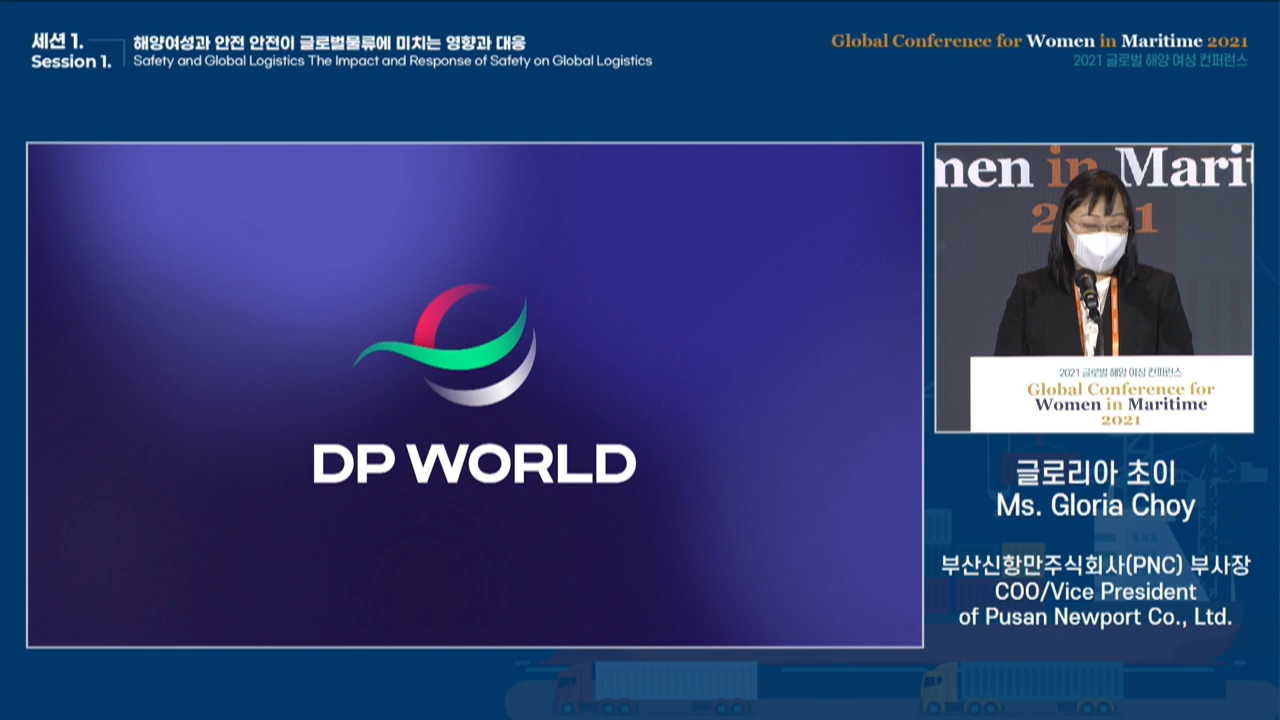 세션 1.
Session 1.
해양여성과 안전 안전이 글로벌물류에 미치는 영향과 대응
Safety and Global Logistics The Impact and Response of Safety on Global Logistics
Global Conference for Women in Maritime 2021
2021 글로벌 해양 여성 컨퍼런스
DP WORLD
men in Marit
2 1
2021 글로벌 해양 여성 컨퍼런스
Global Conference for
Women in Maritime
2021
글로리아 초이
Ms. Gloria Choy
부산신항만주식회사(PNC) 부사장
COO/Vice President
of Pusan Newport Co., Ltd.